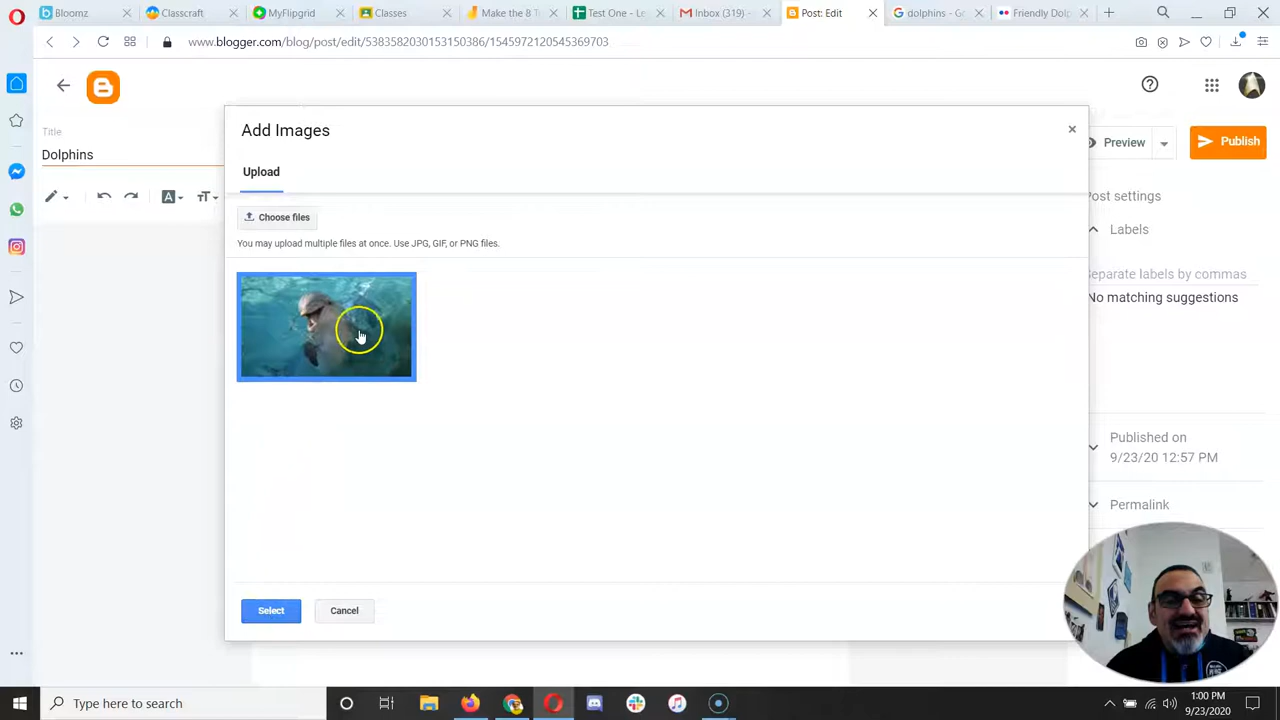 Bloomz
Classcraft
MyFlipgrid
Classes
Make the 8 T
Test One - L
Inbox (319)
Post: Edit
dolphins - G
Friendly Dol
www.blogger.com/blog/post/edit/5383582030153150386/1545972120545369703
Title
Dolphins
Preview
Publish
Add Images
Upload
Choose files
You may upload multiple files at once. Use JPG, GIF, or PNG files.
Select
Cancel
Post settings
Labels
Separate labels by commas
No matching suggestions
Published on
9/23/20 12:57 PM
Permalink
Type here to search
1:00 PM
9/23/2020